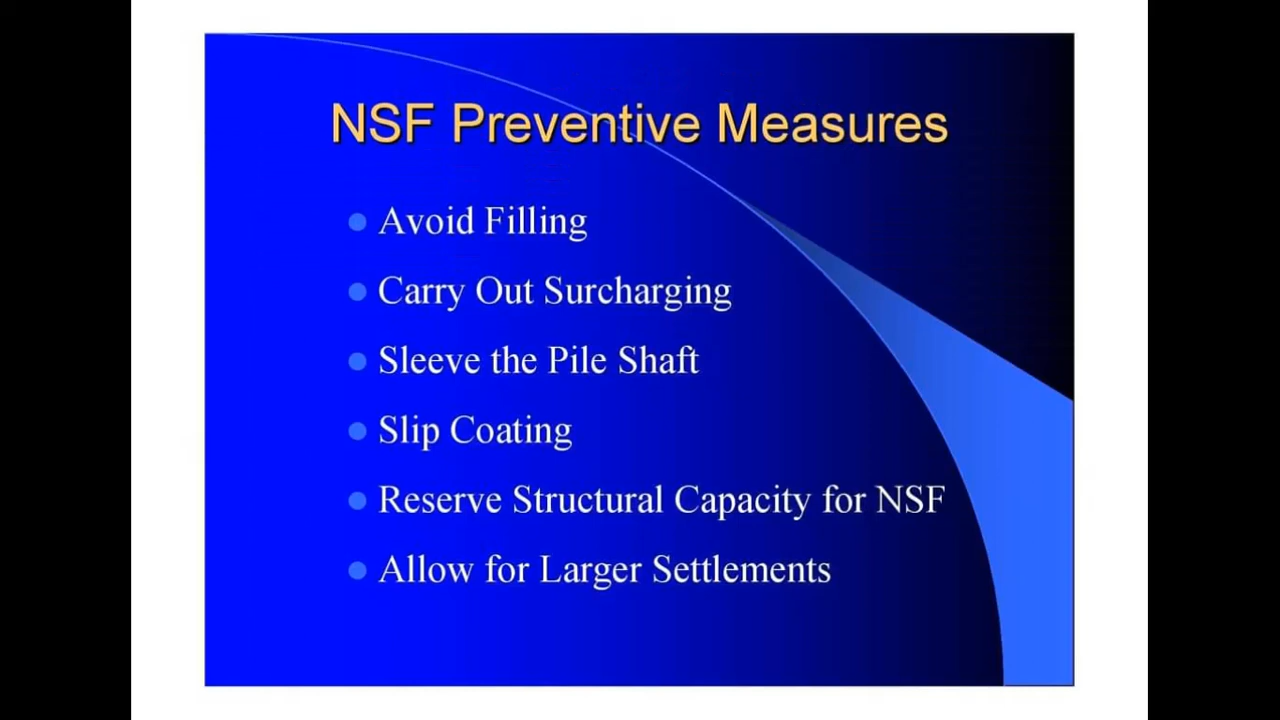 NSF Preventive Measures
Avoid Filling
Carry Out Surcharging
Sleeve the Pile Shaft
Slip Coating
Reserve Structural Capacity for NSF
Allow for Larger Settlements